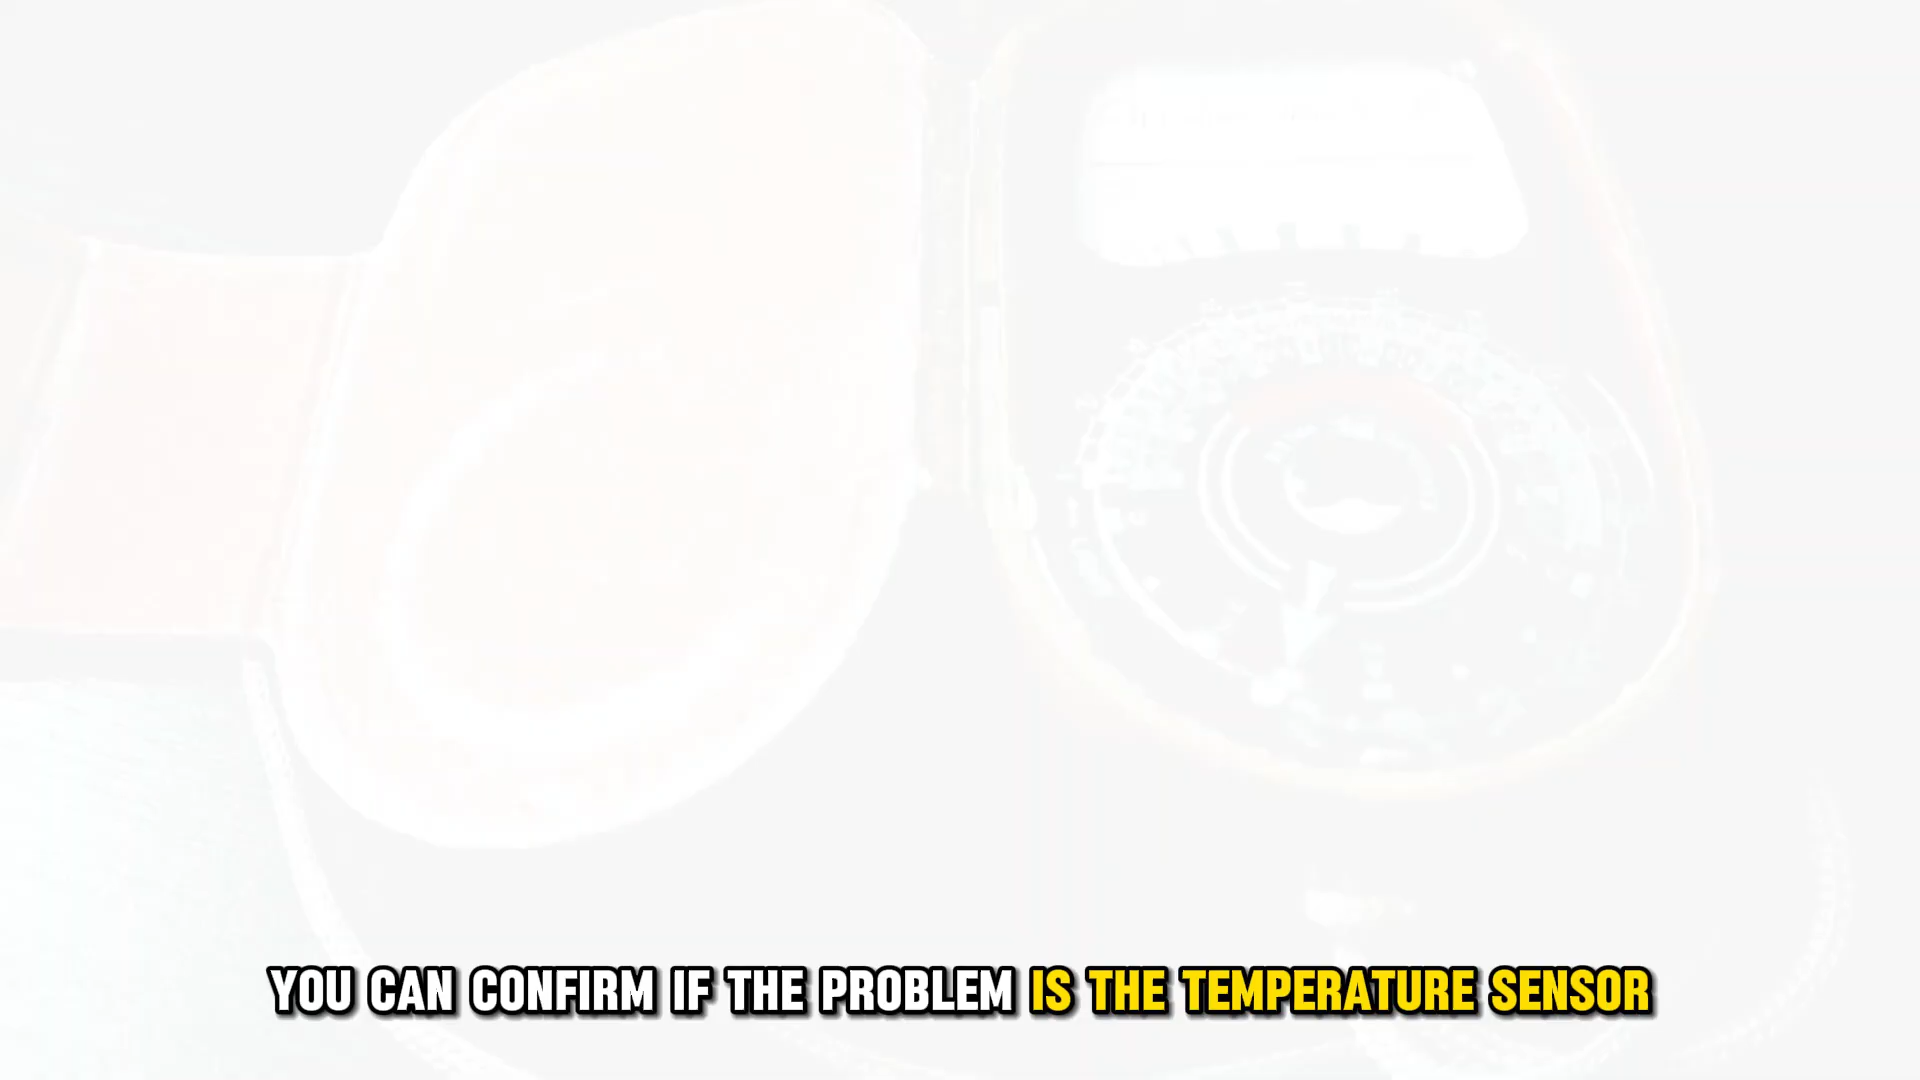 YOU CAN CONFIRM IF THE PROBLEM IS THE TEMPERATURE SENSOR